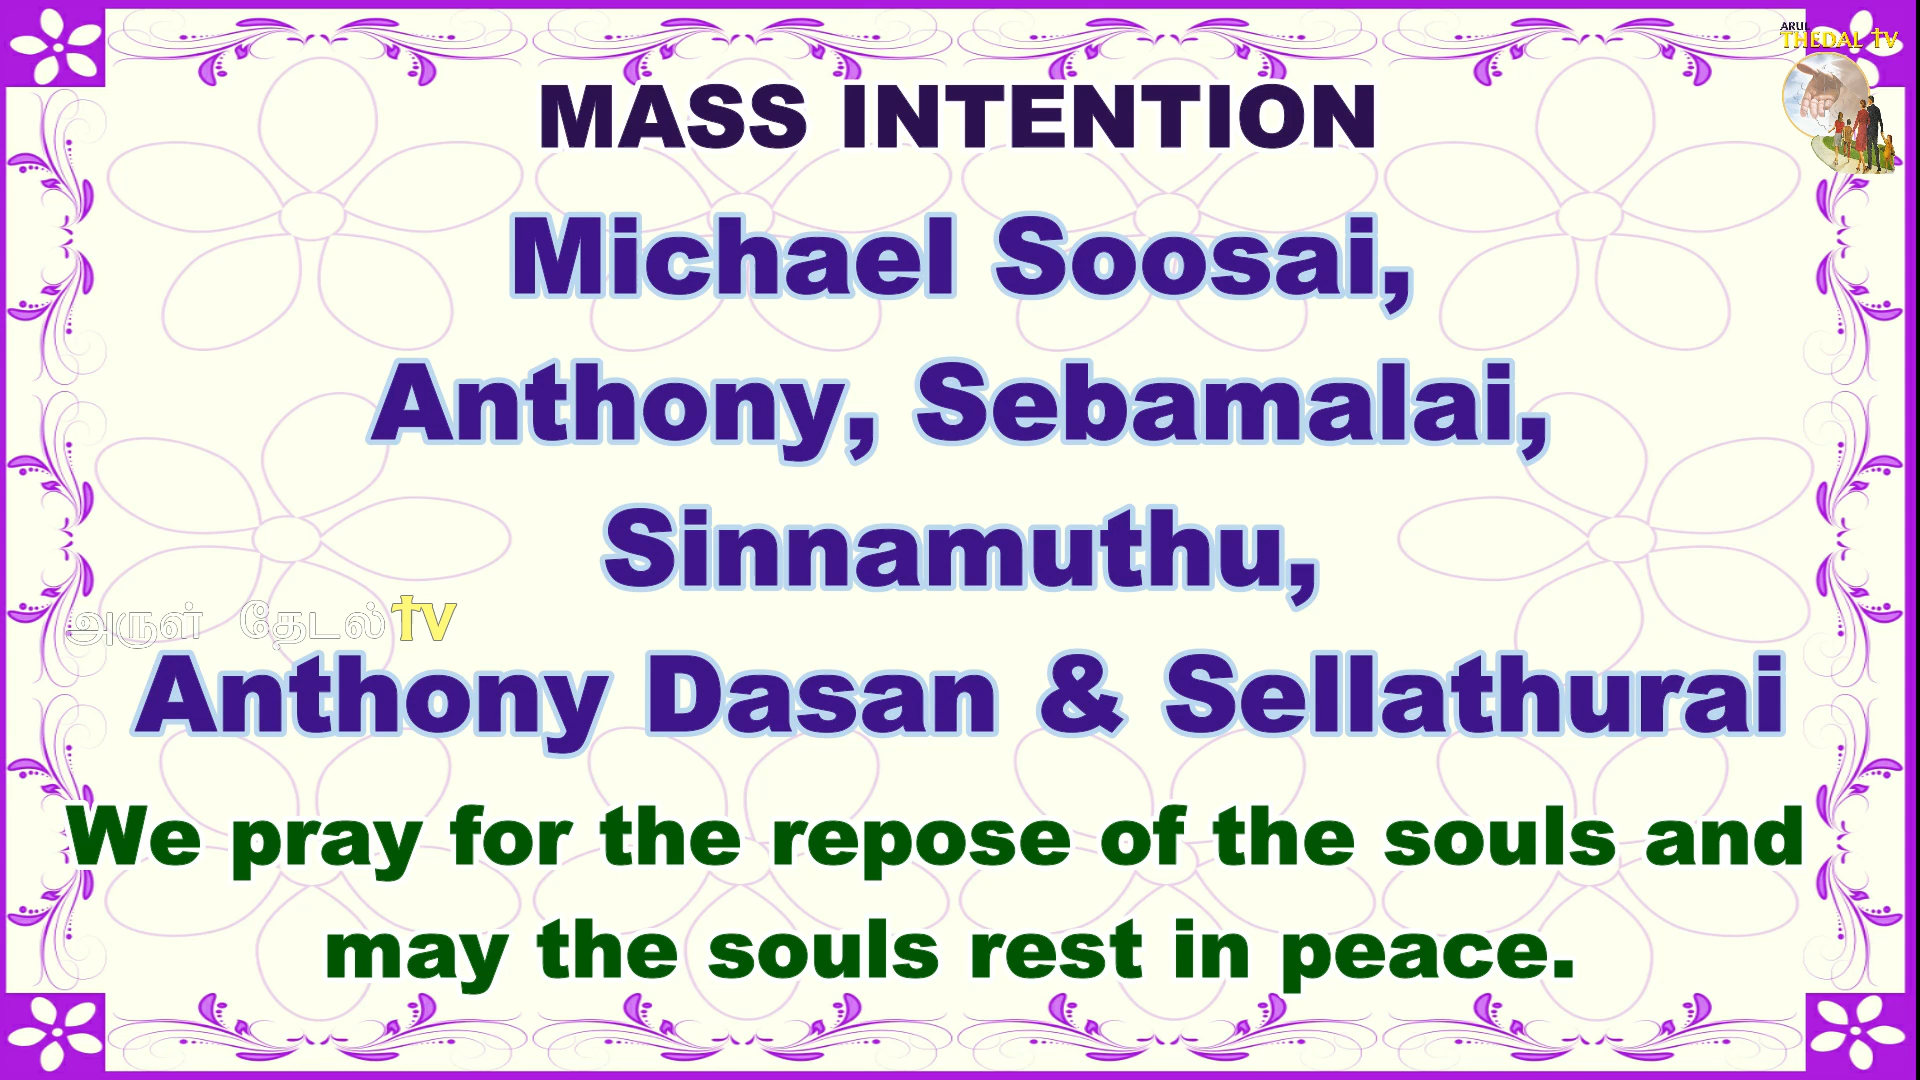 ARUL
THEDAL TV
MASS INTENTION
Michael Soosai,
Anthony, Sebamalai,
Sinnamuthu,
அருள் தேடல் TV
Anthony Dasan & Sellathurai
We pray for the repose of the souls and
may the souls rest in peace.